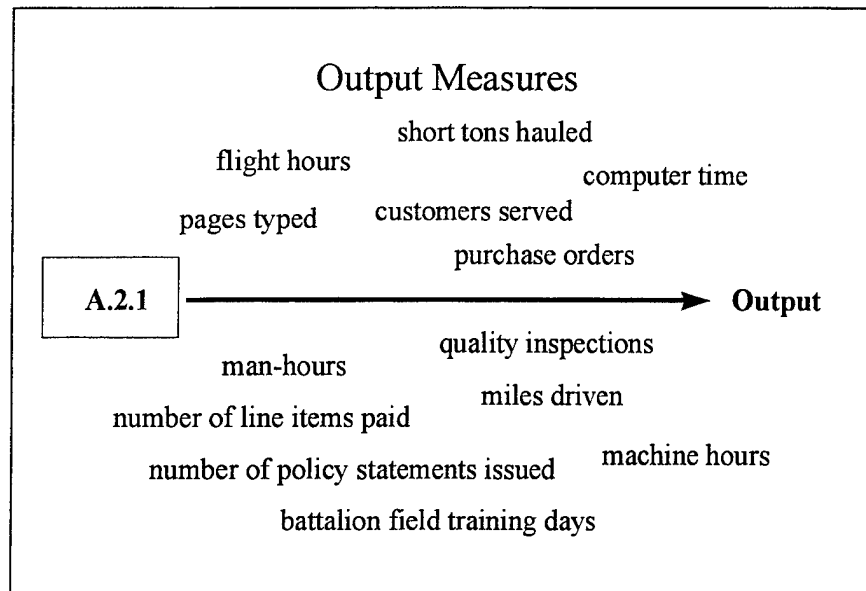 Output Measures
short tons hauled
flight hours
computer time
pages typed
customers served
purchase orders
A.2.1
Output
quality inspections
man-hours
miles driven
number of line items paid
machine hours
number of policy statements issued
battalion field training days